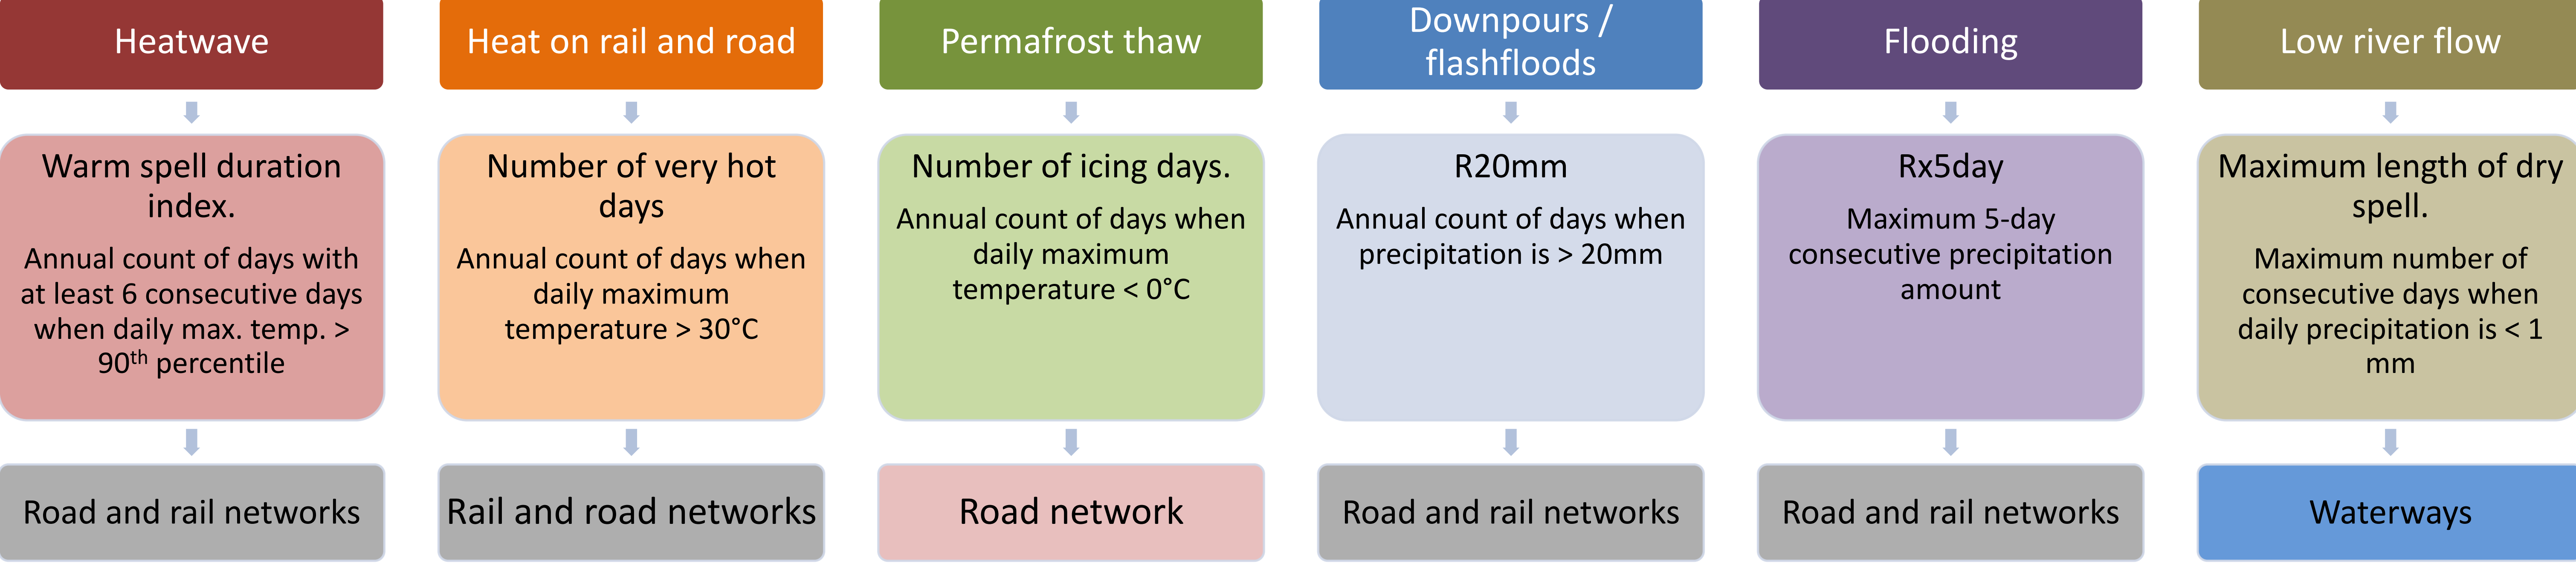 Heatwave
Warm spell duration
index.
Annual count of days with
at least 6 consecutive days
when daily max. temp. >
90th percentile
Road and rail networks
Heat on rail and road
Number of very hot
days
Annual count of days when
daily maximum
temperature > 30°C
Rail and road networks
Permafrost thaw
Number of icing days.
Annual count of days when
daily maximum
temperature < 0°C
Road network
Downpours /
flashfloods
R20mm
Annual count of days when
precipitation is > 20mm
Road and rail networks
Flooding
Rx5day
Maximum 5-day
consecutive precipitation
amount
Road and rail networks
Low river flow
Maximum length of dry
spell.
Maximum number of
consecutive days when
daily precipitation is < 1
mm
Waterways